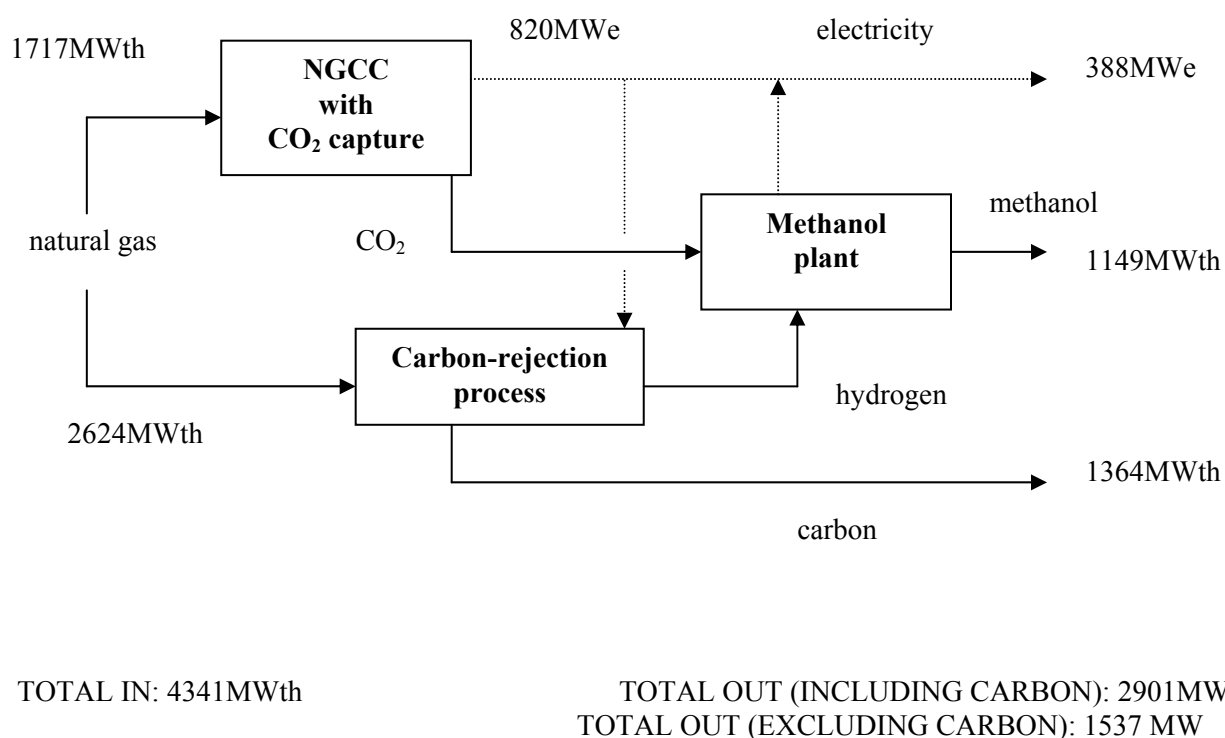 1717MWth
820MWe
electricity
388MWe
NGCC
with
CO₂ capture
natural gas
CO₂
Methanol
plant
methanol
1149MWth
Carbon-rejection
process
hydrogen
2624MWth
1364MWth
carbon
TOTAL IN: 4341MWth
TOTAL OUT (INCLUDING CARBON): 2901MW
TOTAL OUT (EXCLUDING CARBON): 1537 MW